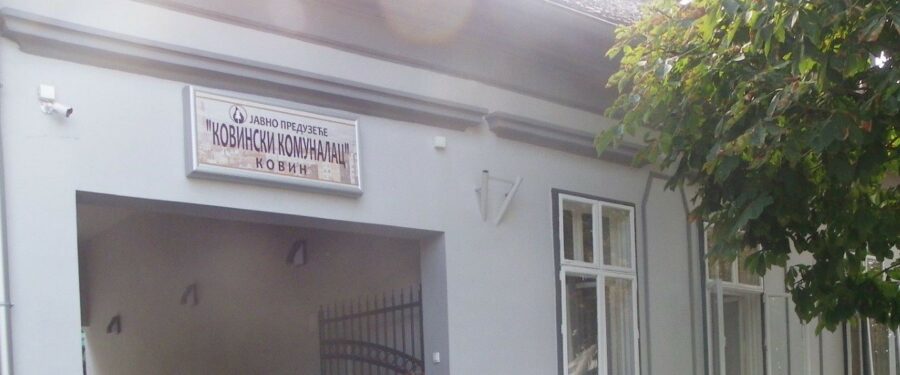 ЈАВНО ПРЕДУЗЕЋЕ
"КОВИНСКИ КОМУНАЛАЦ"
КОВИН